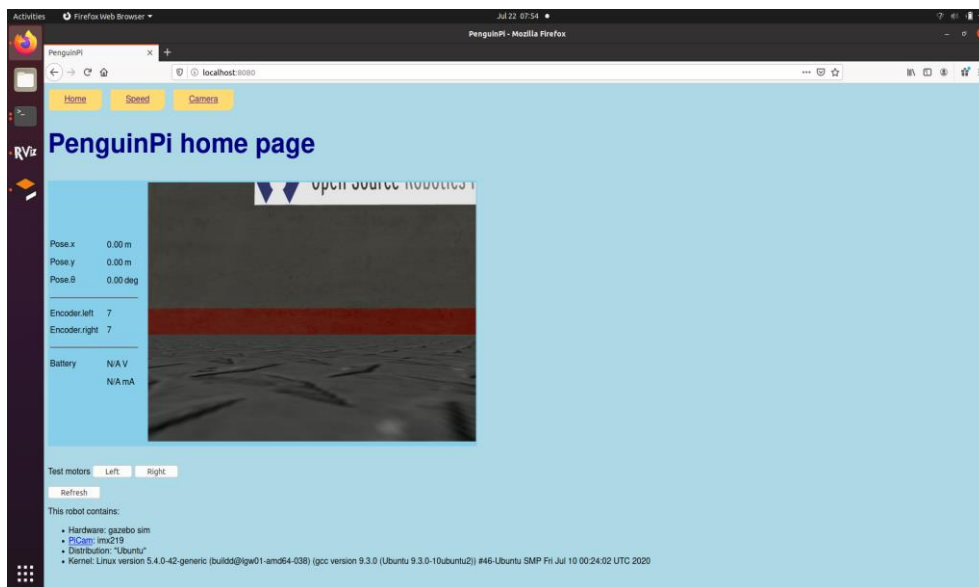 Activities Firefox Web Browser Jul 22 07:54
PenguinPi - Mozilla Firefox
PenguinPi
localhost:8080
Home Speed Camera
RViz
PenguinPi home page
Open Source Robotics
Pose.x 0.00 m
Pose.y 0.00 m
Pose.θ 0.00 deg
Encoder.left 7
Encoder.right 7
Battery N/A V
N/A mA
Test motors Left Right
Refresh
This robot contains:
• Hardware: gazebo sim
• PiCam: imx219
• Distribution: "Ubuntu"
• Kernel: Linux version 5.4.0-42-generic (buildd@lgw01-amd64-038) (gcc version 9.3.0 (Ubuntu 9.3.0-10ubuntu2)) #46-Ubuntu SMP Fri Jul 10 00:24:02 UTC 2020